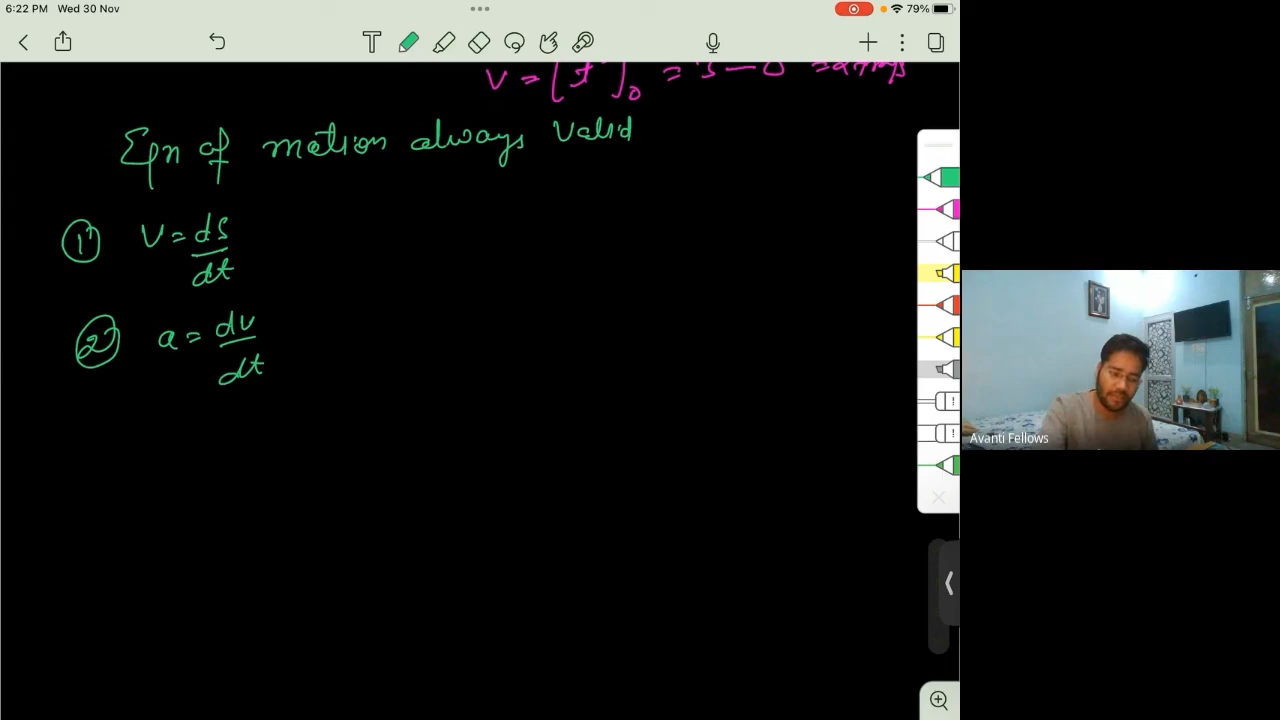 6:22 PM Wed 30 Nov
79%
T
Eqn of motion always valid
1 v = ds/dt
2 a = dv/dt
Avanti Fellows